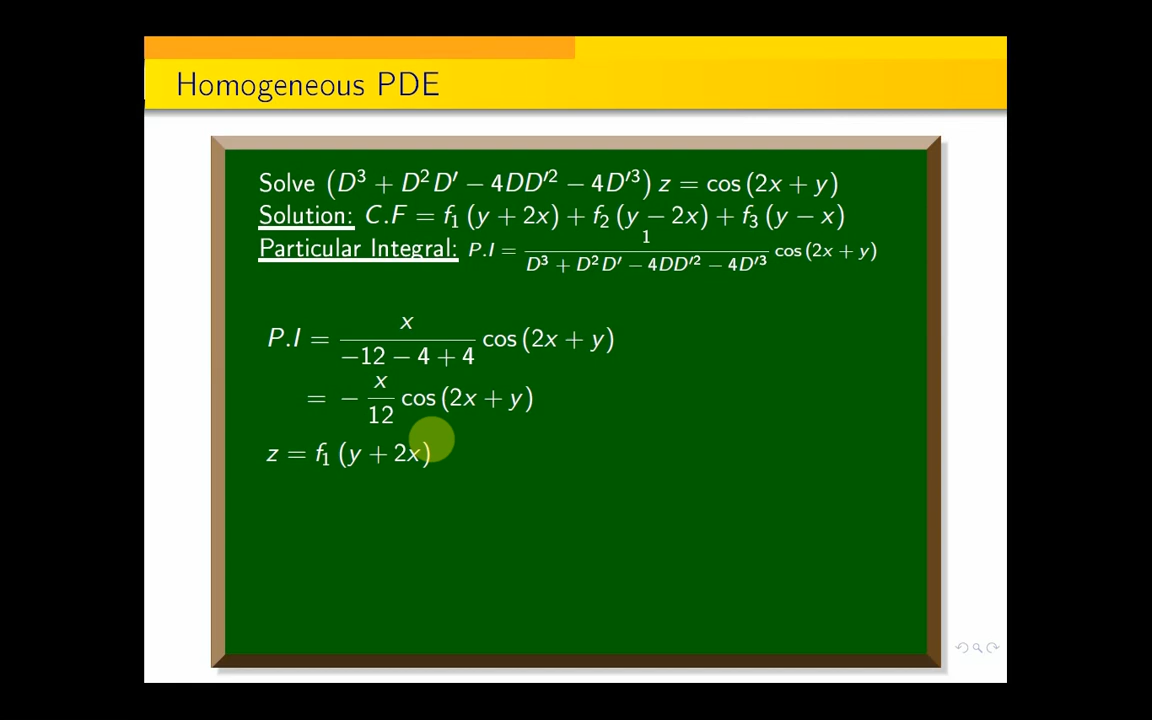 Homogeneous PDE
Solve (D³ + D²D′ − 4DD′² − 4D′³) z = cos (2x + y)
Solution: C.F = f₁ (y + 2x) + f₂ (y − 2x) + f₃ (y − x)
Particular Integral: P.I = 1 / (D³ + D²D′ − 4DD′² − 4D′³) cos (2x + y)
P.I = x / (−12 − 4 + 4) cos (2x + y)
= − x/12 cos (2x + y)
z = f₁ (y + 2x)